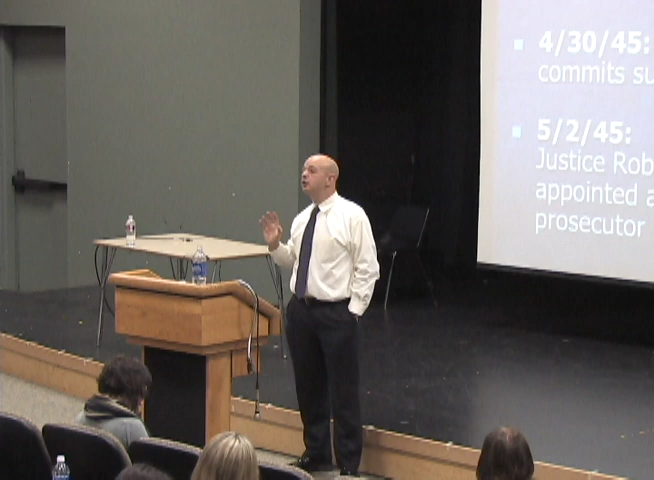 4/30/45:
commits su
5/2/45:
Justice Rob
appointed a
prosecutor